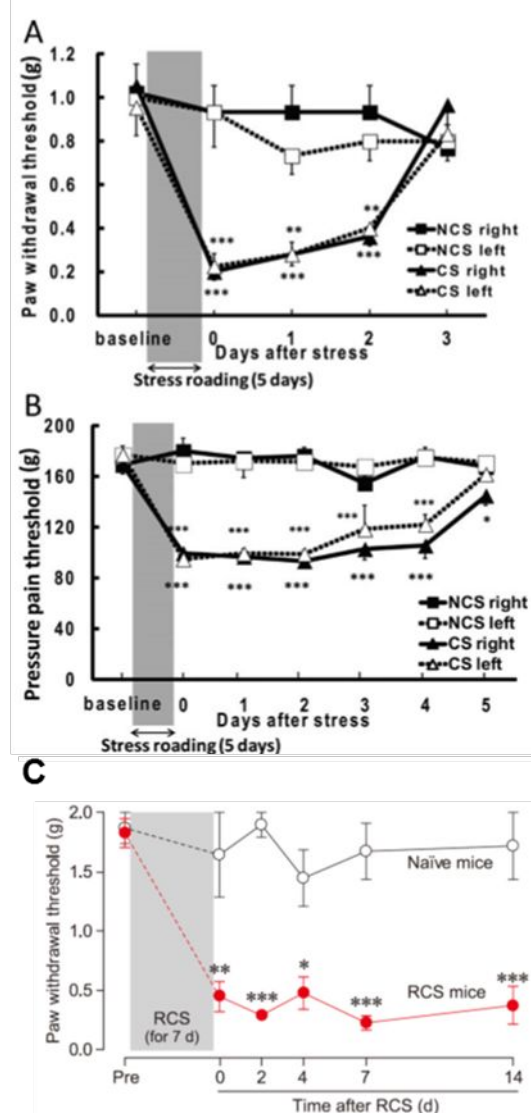 A
Paw withdrawal threshold (g)
1.2
1.0
0.8
0.6
0.4
0.2
0.0
***
**
**
***
***
***
NCS right
NCS left
CS right
CS left
baseline
0
1
2
3
Days after stress
Stress roading (5 days)
B
Pressure pain threshold (g)
200
160
120
80
40
0
***
***
***
***
***
*
***
***
***
***
***
NCS right
NCS left
CS right
CS left
baseline
0
1
2
3
4
5
Days after stress
Stress roading (5 days)
C
Paw withdrawal threshold (g)
2.0
1.5
1.0
0.5
0.0
Naïve mice
**
***
*
***
***
RCS mice
RCS
(for 7 d)
Pre
0
2
4
7
14
Time after RCS (d)